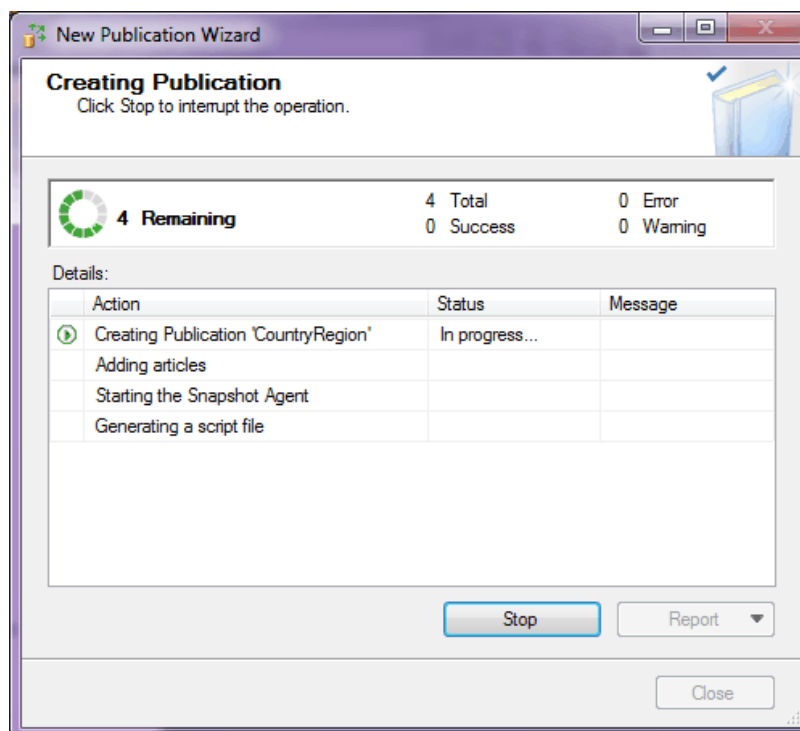 New Publication Wizard
Creating Publication
Click Stop to interrupt the operation.
4 Remaining
4 Total
0 Error
0 Success
0 Warning
Details:
Action Status Message
Creating Publication 'CountryRegion' In progress...
Adding articles
Starting the Snapshot Agent
Generating a script file
Stop
Report
Close